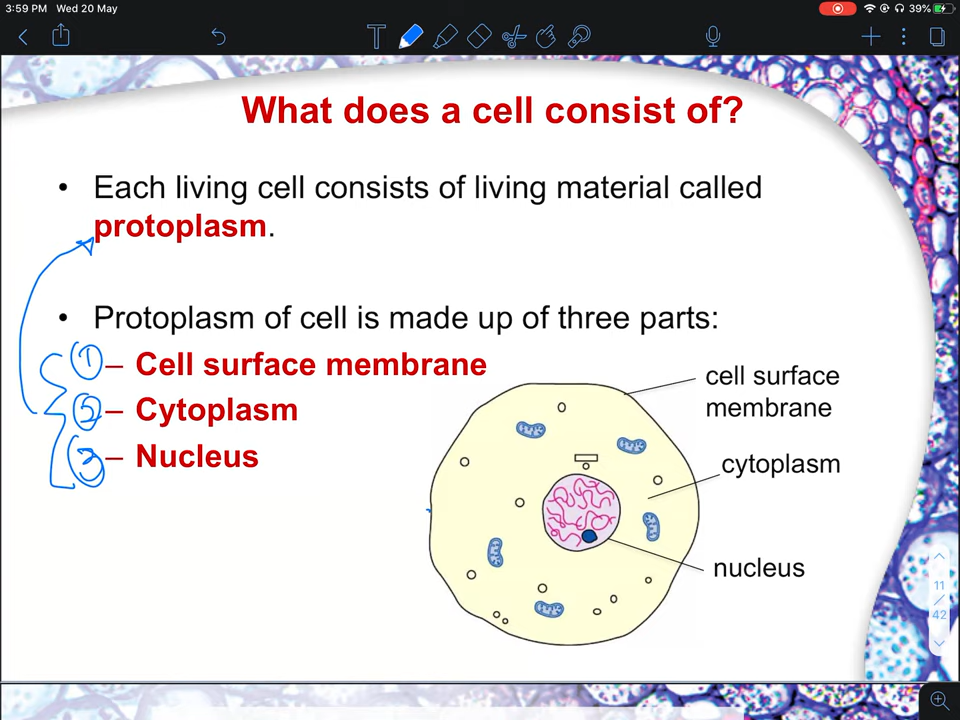 3:59 PM Wed 20 May
39%
What does a cell consist of?
• Each living cell consists of living material called
protoplasm.
• Protoplasm of cell is made up of three parts:
1 – Cell surface membrane
2 – Cytoplasm
3 – Nucleus
cell surface
membrane
cytoplasm
nucleus
11
/
42